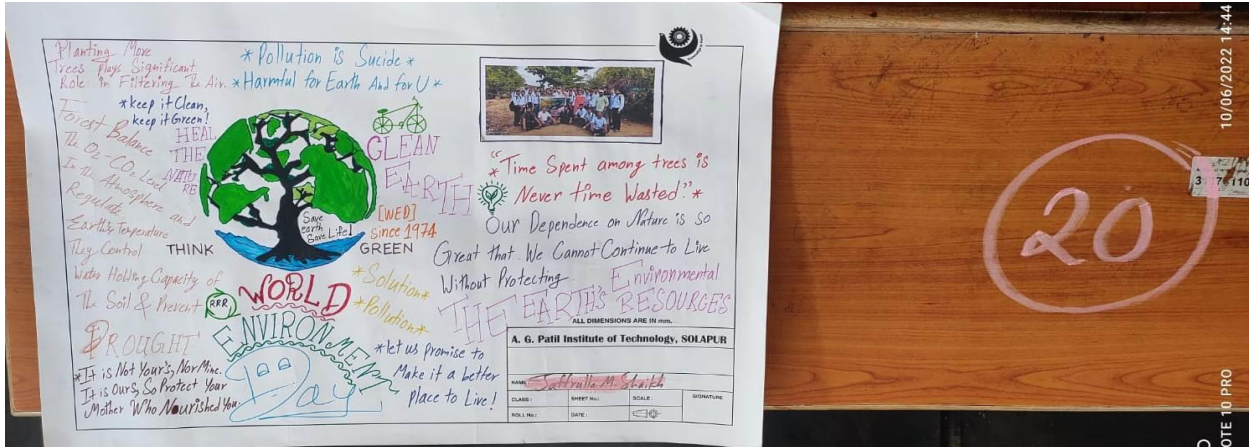 Planting More
Trees Plays Significant
Role in Filtering The Air.
* Pollution is Sucide *
* Harmful for Earth And for U *
* keep it Clean,
keep it Green!
Forest Balance
The O2-CO2 Level
In the Atmosphere and
Regulate
Earth's Temperature
They Control
Water Holding Capacity of
The Soil & Prevent
DROUGHT
* It is Not Your's, Nor Mine.
It is Ours, So Protect Your
Mother Who Nourished You.
HEAL
THE
NATU
RE
THINK
Save
earth
Save Life!
GREEN
CLEAN
EARTH
[WED]
since 1974
RRR
WORLD
ENVIRONMENT
Day
* Solution *
* Pollution *
* let us promise to
Make it a better
Place to Live!
"Time Spent among trees is
* Never time Wasted." *
Our Dependence on Nature is so
Great that We Cannot Continue to Live
Without Protecting
Environmental
THE EARTH'S RESOURCES
ALL DIMENSIONS ARE IN mm.
A. G. Patil Institute of Technology, SOLAPUR
NAME: Saffrulla M. Shaikh
CLASS: SHEET No.: SCALE: SIGNATURE
ROLL No.: DATE:
20
10/06/2022 14:44
OTE 10 PRO